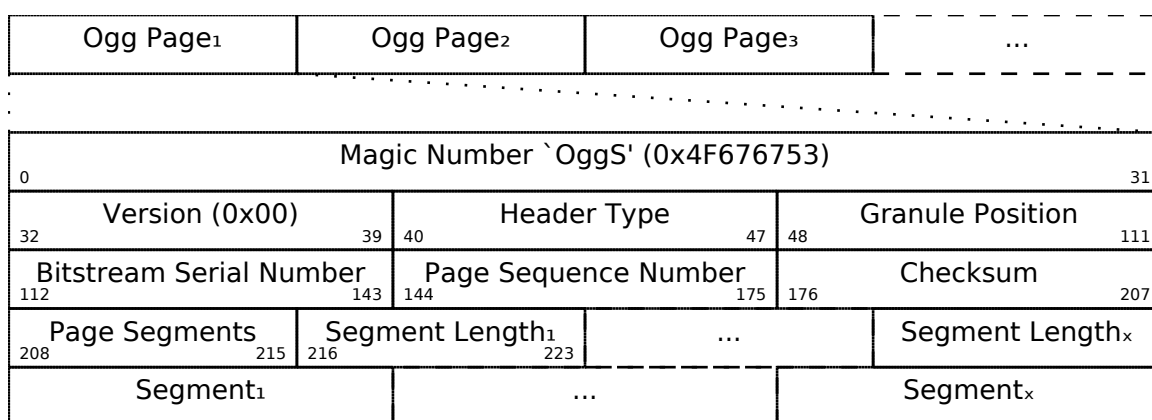 Ogg Page₁ Ogg Page₂ Ogg Page₃ ...
Magic Number `OggS' (0x4F676753)
0 31
Version (0x00) Header Type Granule Position
32 39 40 47 48 111
Bitstream Serial Number Page Sequence Number Checksum
112 143 144 175 176 207
Page Segments Segment Length₁ ... Segment Lengthₓ
208 215 216 223
Segment₁ ... Segmentₓ